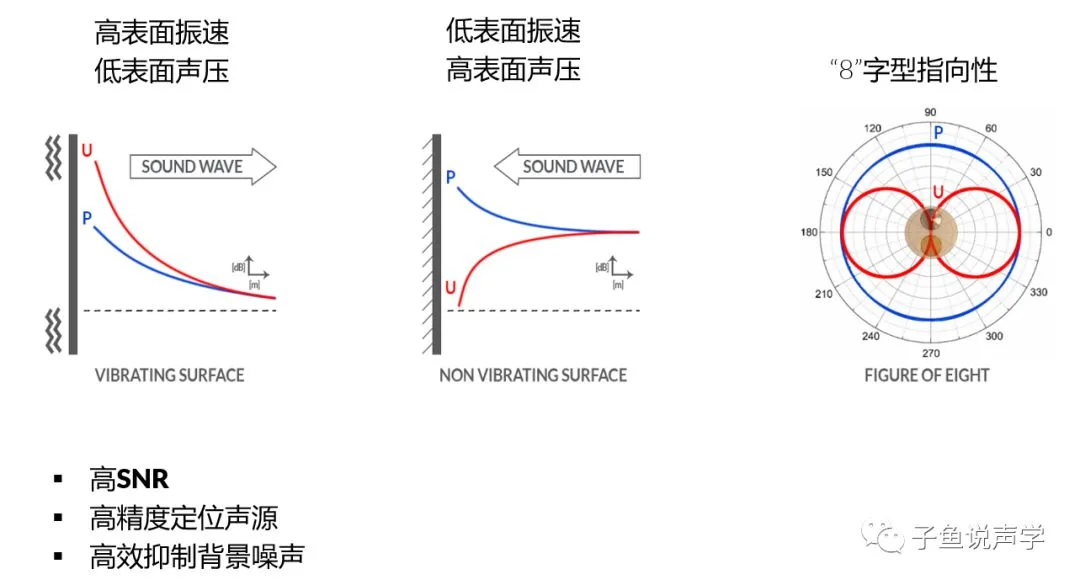 高表面振速
低表面声压
低表面振速
高表面声压
“8”字型指向性
U
P
SOUND WAVE
[dB]
[m]
VIBRATING SURFACE
P
U
SOUND WAVE
[dB]
[m]
NON VIBRATING SURFACE
90
120
60
P
150
30
U
180
0
210
330
240
300
270
FIGURE OF EIGHT
▪ 高SNR
▪ 高精度定位声源
▪ 高效抑制背景噪声
子鱼说声学